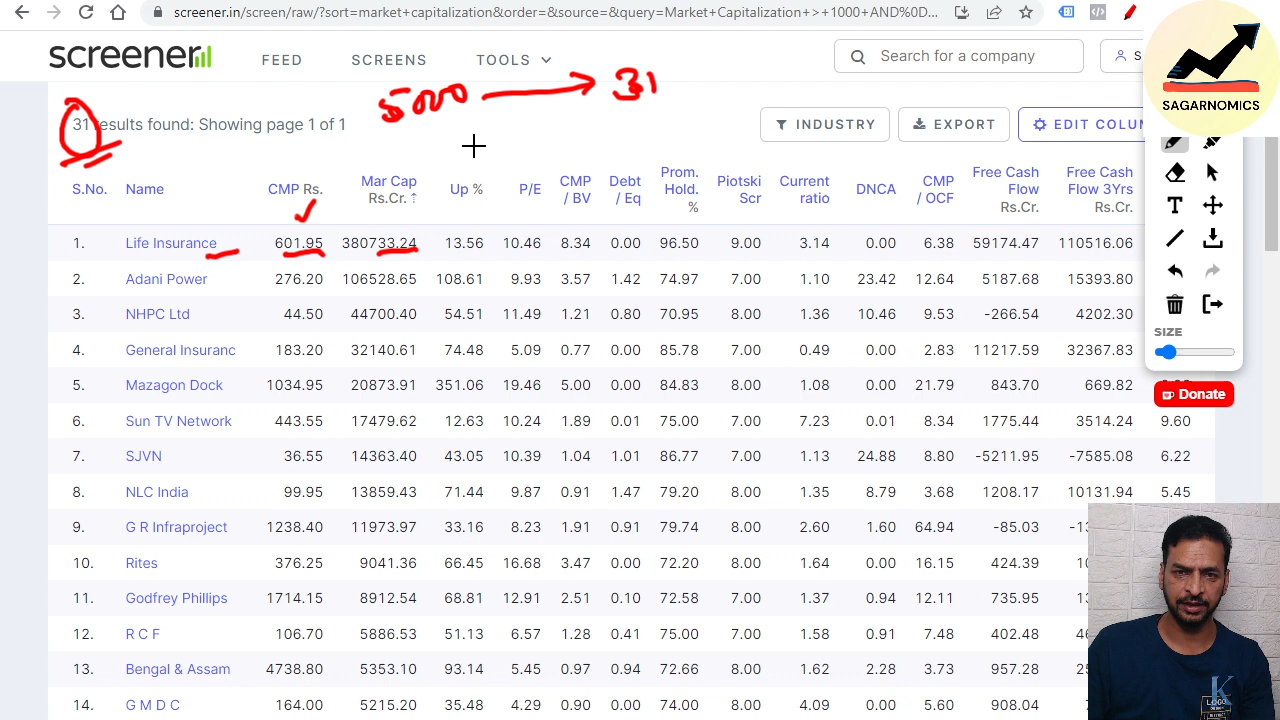 screener.in/screen/raw/?sort=market+capitalization&order=&source=&query=Market+Capitalization+>+1000+AND%0D...
screener FEED SCREENS TOOLS Search for a company S
SAGARNOMICS
5000 → 31
31 results found: Showing page 1 of 1 INDUSTRY EXPORT EDIT COLUM
S.No. Name CMP Rs. Mar Cap Rs.Cr. ⇡ Up % P/E CMP / BV Debt / Eq Prom. Hold. % Piotski Scr Current ratio DNCA CMP / OCF Free Cash Flow Rs.Cr. Free Cash Flow 3Yrs Rs.Cr.
1. Life Insurance 601.95 380733.24 13.56 10.46 8.34 0.00 96.50 9.00 3.14 0.00 6.38 59174.47 110516.06
2. Adani Power 276.20 106528.65 108.61 9.93 3.57 1.42 74.97 7.00 1.10 23.42 12.64 5187.68 15393.80
3. NHPC Ltd 44.50 44700.40 54.51 11.49 1.21 0.80 70.95 7.00 1.36 10.46 9.53 -266.54 4202.30
4. General Insuranc 183.20 32140.61 74.49 5.09 0.77 0.00 85.78 7.00 0.49 0.00 2.83 11217.59 32367.83
SIZE
5. Mazagon Dock 1034.95 20873.91 351.06 19.46 5.00 0.00 84.83 8.00 1.08 0.00 21.79 843.70 669.82
Donate
6. Sun TV Network 443.55 17479.62 12.63 10.24 1.89 0.01 75.00 7.00 7.23 0.01 8.34 1775.44 3514.24 9.60
7. SJVN 36.55 14363.40 43.05 10.39 1.04 1.01 86.77 7.00 1.13 24.88 8.80 -5211.95 -7585.08 6.22
8. NLC India 99.95 13859.43 71.44 9.87 0.91 1.47 79.20 8.00 1.35 8.79 3.68 1208.17 10131.94 5.45
9. G R Infraproject 1238.40 11973.97 33.16 8.23 1.91 0.91 79.74 8.00 2.60 1.60 64.94 -85.03
10. Rites 376.25 9041.36 66.45 16.68 3.47 0.00 72.20 8.00 1.64 0.00 16.15 424.39
11. Godfrey Phillips 1714.15 8912.54 68.81 12.91 2.51 0.10 72.58 7.00 1.37 0.94 12.11 735.95
12. R C F 106.70 5886.53 51.13 6.57 1.28 0.41 75.00 7.00 1.58 0.91 7.48 402.48
13. Bengal & Assam 4738.80 5353.10 93.14 5.45 0.97 0.94 72.66 8.00 1.62 2.28 3.73 957.28
14. G M D C 164.00 5215.20 35.48 4.29 0.90 0.00 74.00 7.00 4.09 0.00 5.60 908.04